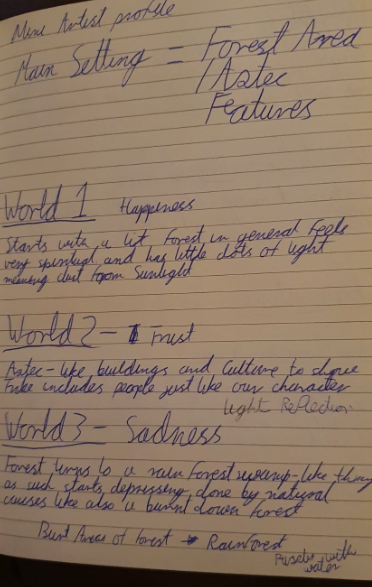 Mini Artist profile
Main Setting = Forest Area
/ Aztec
Features
World 1 Happiness
Starts with a lit Forest in general feels
very spiritual and has little dots of light
meaning dust from Sunlight
World 2 - Trust
Aztec-like buildings and Culture to
includes people just like our character
light Reflection
World 3 - Sadness
Forest turns to a rain Forest swamp-like thing
as well starts depressing done by natural
causes like also a burnt down Forest
Burnt Areas of Forest → Rainforest
with
water